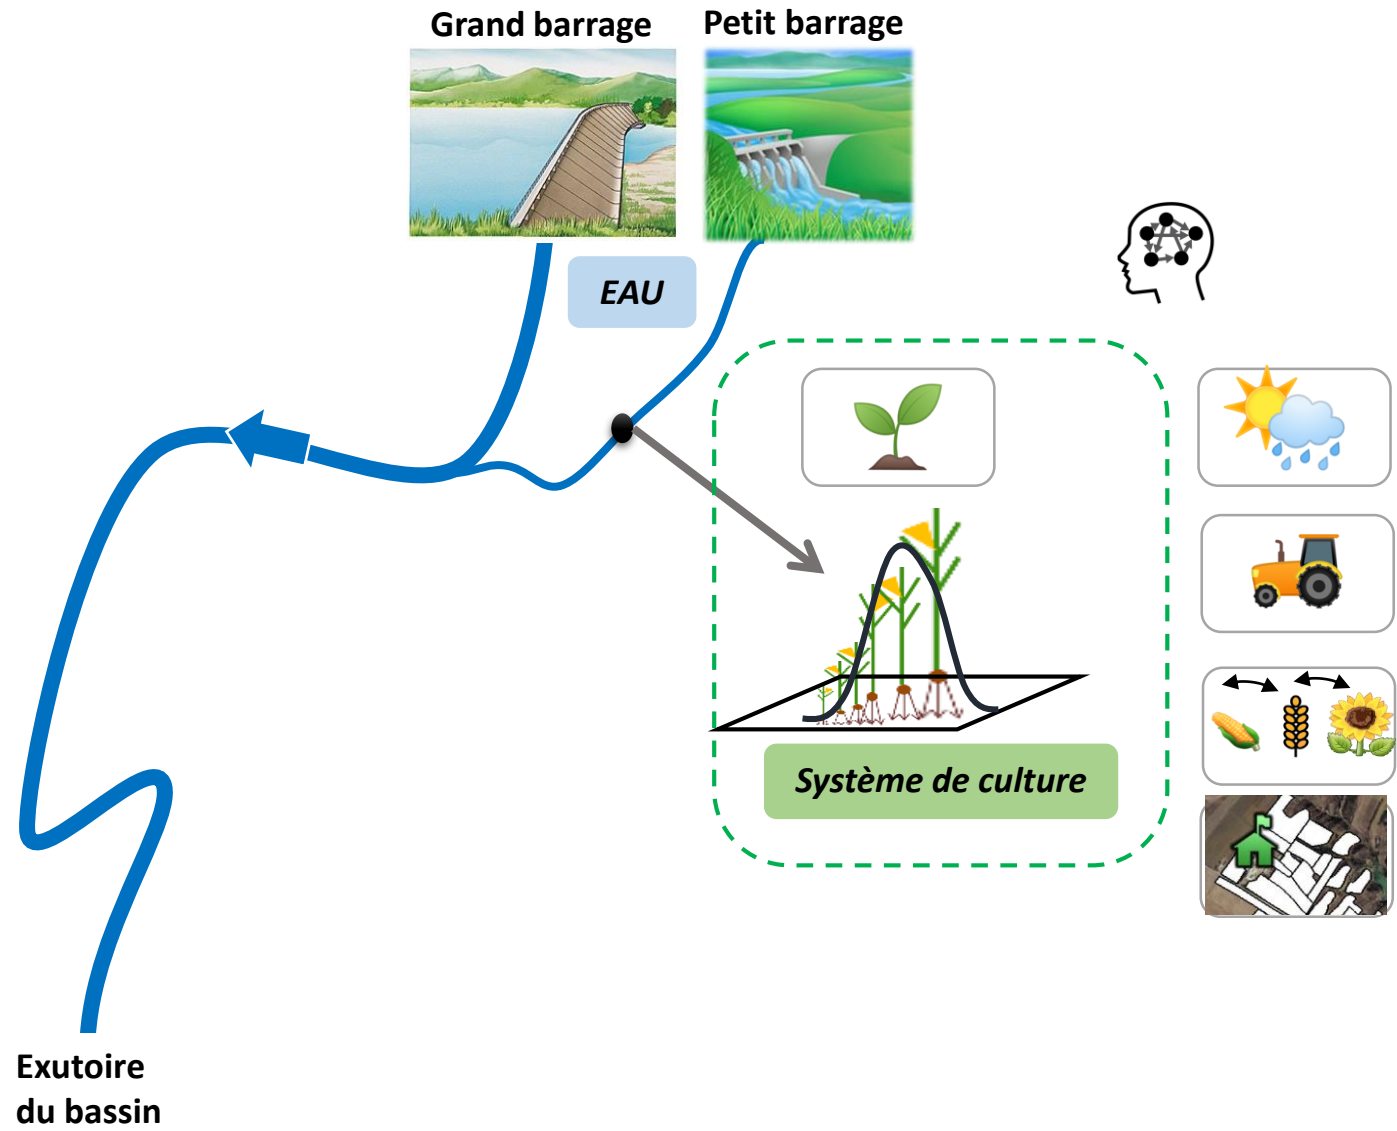 Grand barrage
Petit barrage
EAU
Système de culture
Exutoire
du bassin